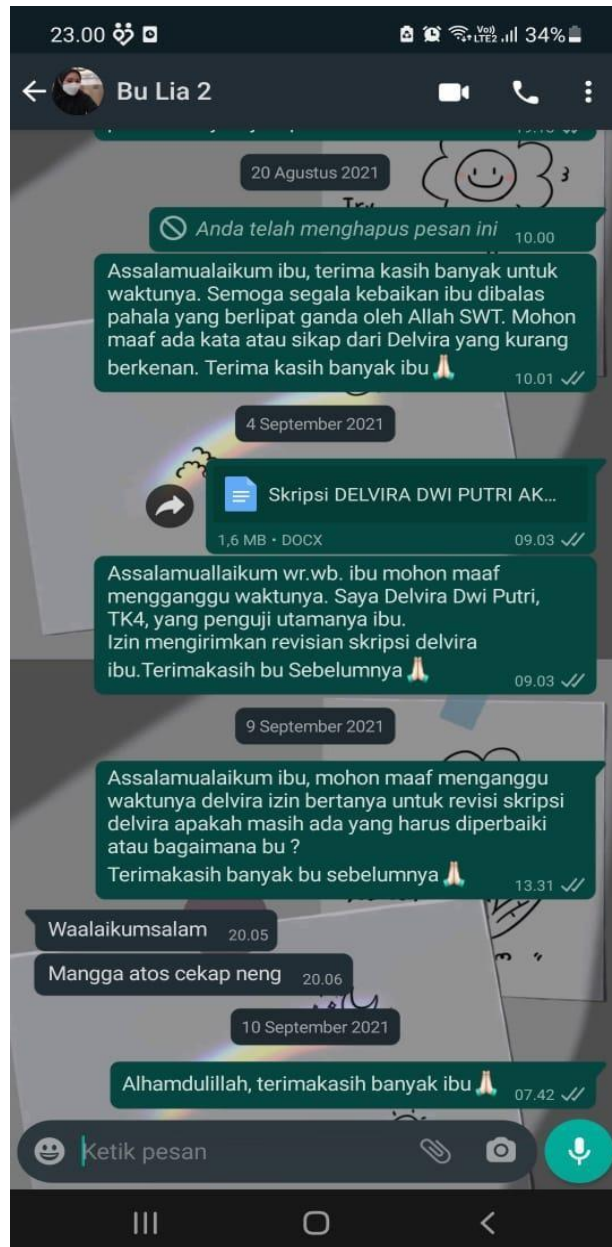 23.00
Voo) LTE2 34%
Bu Lia 2
20 Agustus 2021
Try
Anda telah menghapus pesan ini 10.00
Assalamualaikum ibu, terima kasih banyak untuk
waktunya. Semoga segala kebaikan ibu dibalas
pahala yang berlipat ganda oleh Allah SWT. Mohon
maaf ada kata atau sikap dari Delvira yang kurang
berkenan. Terima kasih banyak ibu🙏🏻 10.01
4 September 2021
Skripsi DELVIRA DWI PUTRI AK...
1,6 MB • DOCX 09.03
Assalamuallaikum wr.wb. ibu mohon maaf
mengganggu waktunya. Saya Delvira Dwi Putri,
TK4, yang penguji utamanya ibu.
Izin mengirimkan revisian skripsi delvira
ibu.Terimakasih bu Sebelumnya🙏🏻 09.03
9 September 2021
Assalamualaikum ibu, mohon maaf menganggu
waktunya delvira izin bertanya untuk revisi skripsi
delvira apakah masih ada yang harus diperbaiki
atau bagaimana bu ?
Terimakasih banyak bu sebelumnya🙏🏻 13.31
Waalaikumsalam 20.05
Mangga atos cekap neng 20.06
10 September 2021
Alhamdulillah, terimakasih banyak ibu🙏🏻 07.42
Ketik pesan